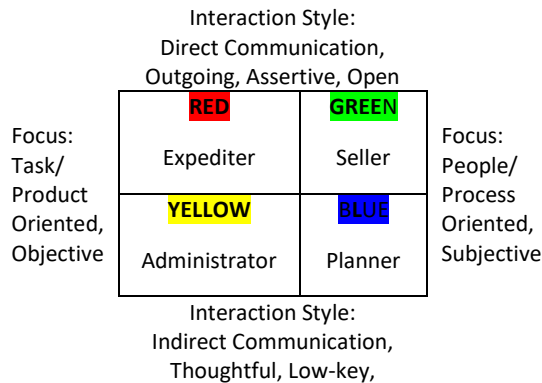 Interaction Style:
Direct Communication,
Outgoing, Assertive, Open
RED
GREEN
Focus:
Task/
Product
Oriented,
Objective
Expediter
Seller
Focus:
People/
Process
Oriented,
Subjective
YELLOW
BLUE
Administrator
Planner
Interaction Style:
Indirect Communication,
Thoughtful, Low-key,